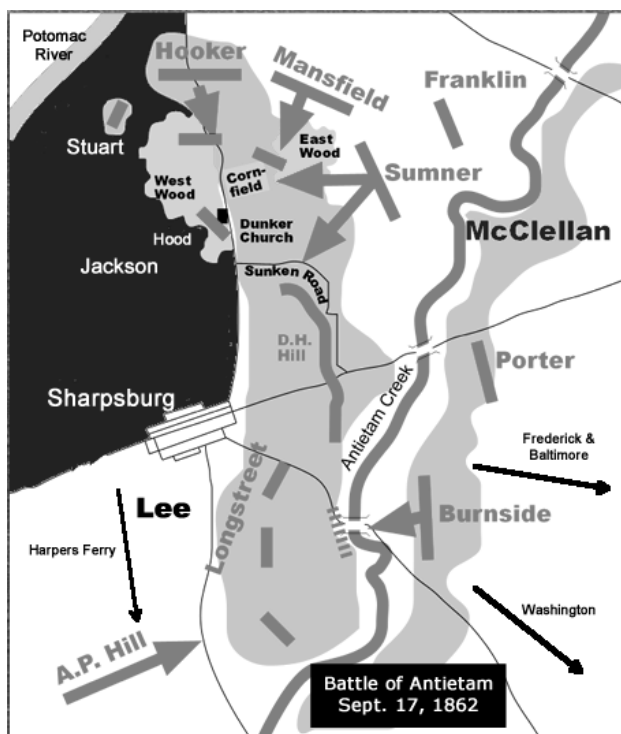 Potomac
River
Hooker
Mansfield
Franklin
Stuart
East
Wood
West
Wood
Corn-
field
Sumner
Hood
Dunker
Church
McClellan
Jackson
Sunken Road
D.H.
Hill
Porter
Sharpsburg
Antietam Creek
Frederick &
Baltimore
Lee
Longstreet
Burnside
Harpers Ferry
Washington
A.P. Hill
Battle of Antietam
Sept. 17, 1862